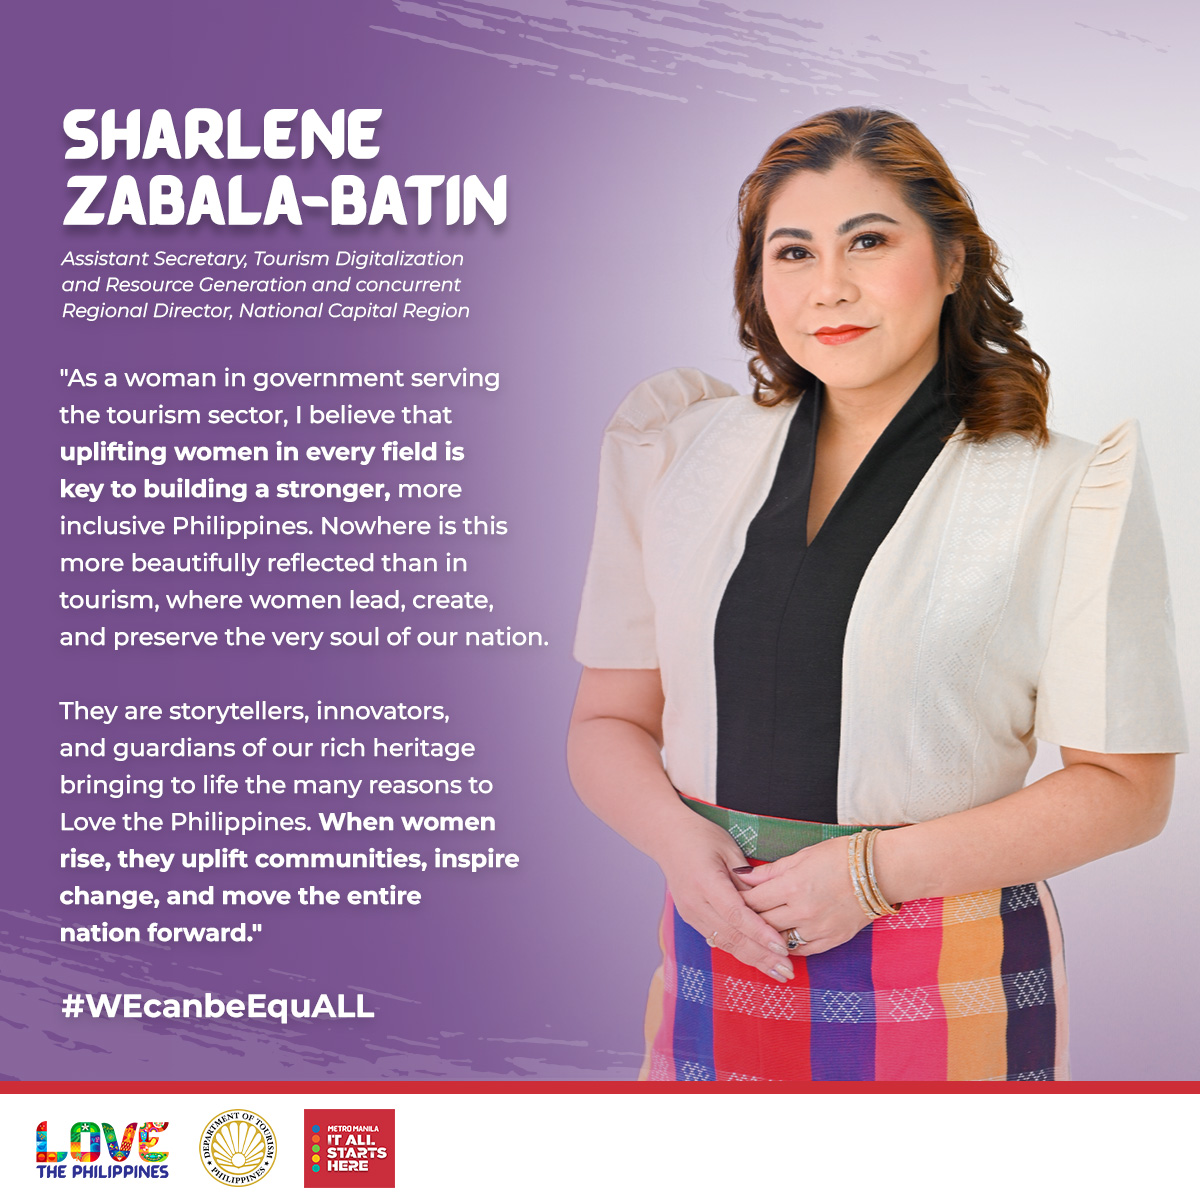 SHARLENE
ZABALA-BATIN
Assistant Secretary, Tourism Digitalization
and Resource Generation and concurrent
Regional Director, National Capital Region
"As a woman in government serving
the tourism sector, I believe that
uplifting women in every field is
key to building a stronger, more
inclusive Philippines. Nowhere is this
more beautifully reflected than in
tourism, where women lead, create,
and preserve the very soul of our nation.
They are storytellers, innovators,
and guardians of our rich heritage
bringing to life the many reasons to
Love the Philippines. When women
rise, they uplift communities, inspire
change, and move the entire
nation forward."
#WEcanbeEquALL
LOVE
THE PHILIPPINES
DEPARTMENT OF TOURISM
PHILIPPINES
METRO MANILA
IT ALL
STARTS
HERE